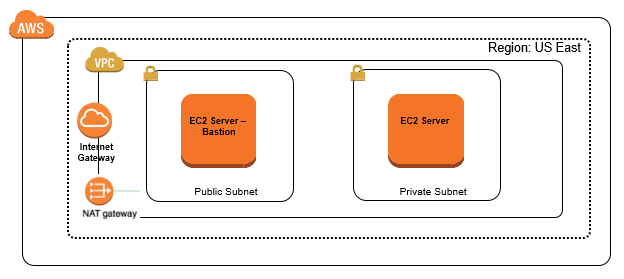 AWS
Region: US East
VPC
EC2 Server –
Bastion
EC2 Server
Internet
Gateway
Public Subnet
Private Subnet
NAT gateway